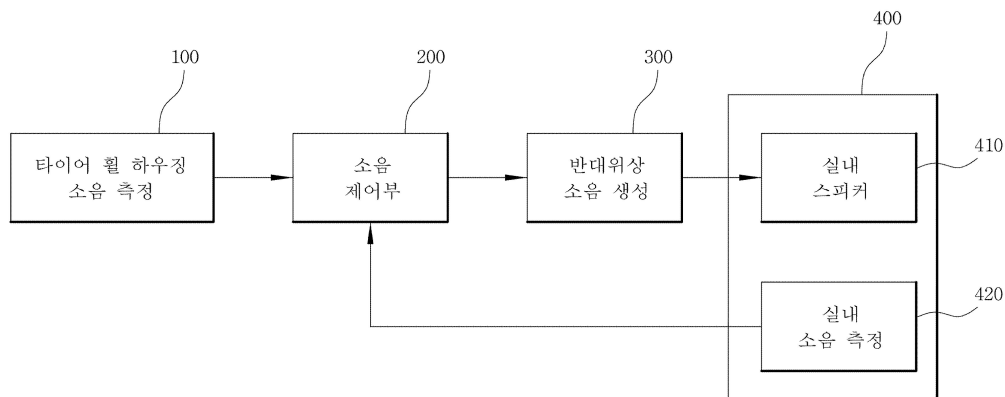 100
200
300
400
타이어 휠 하우징
소음 측정
소음
제어부
반대위상
소음 생성
실내
스피커
410
실내
소음 측정
420